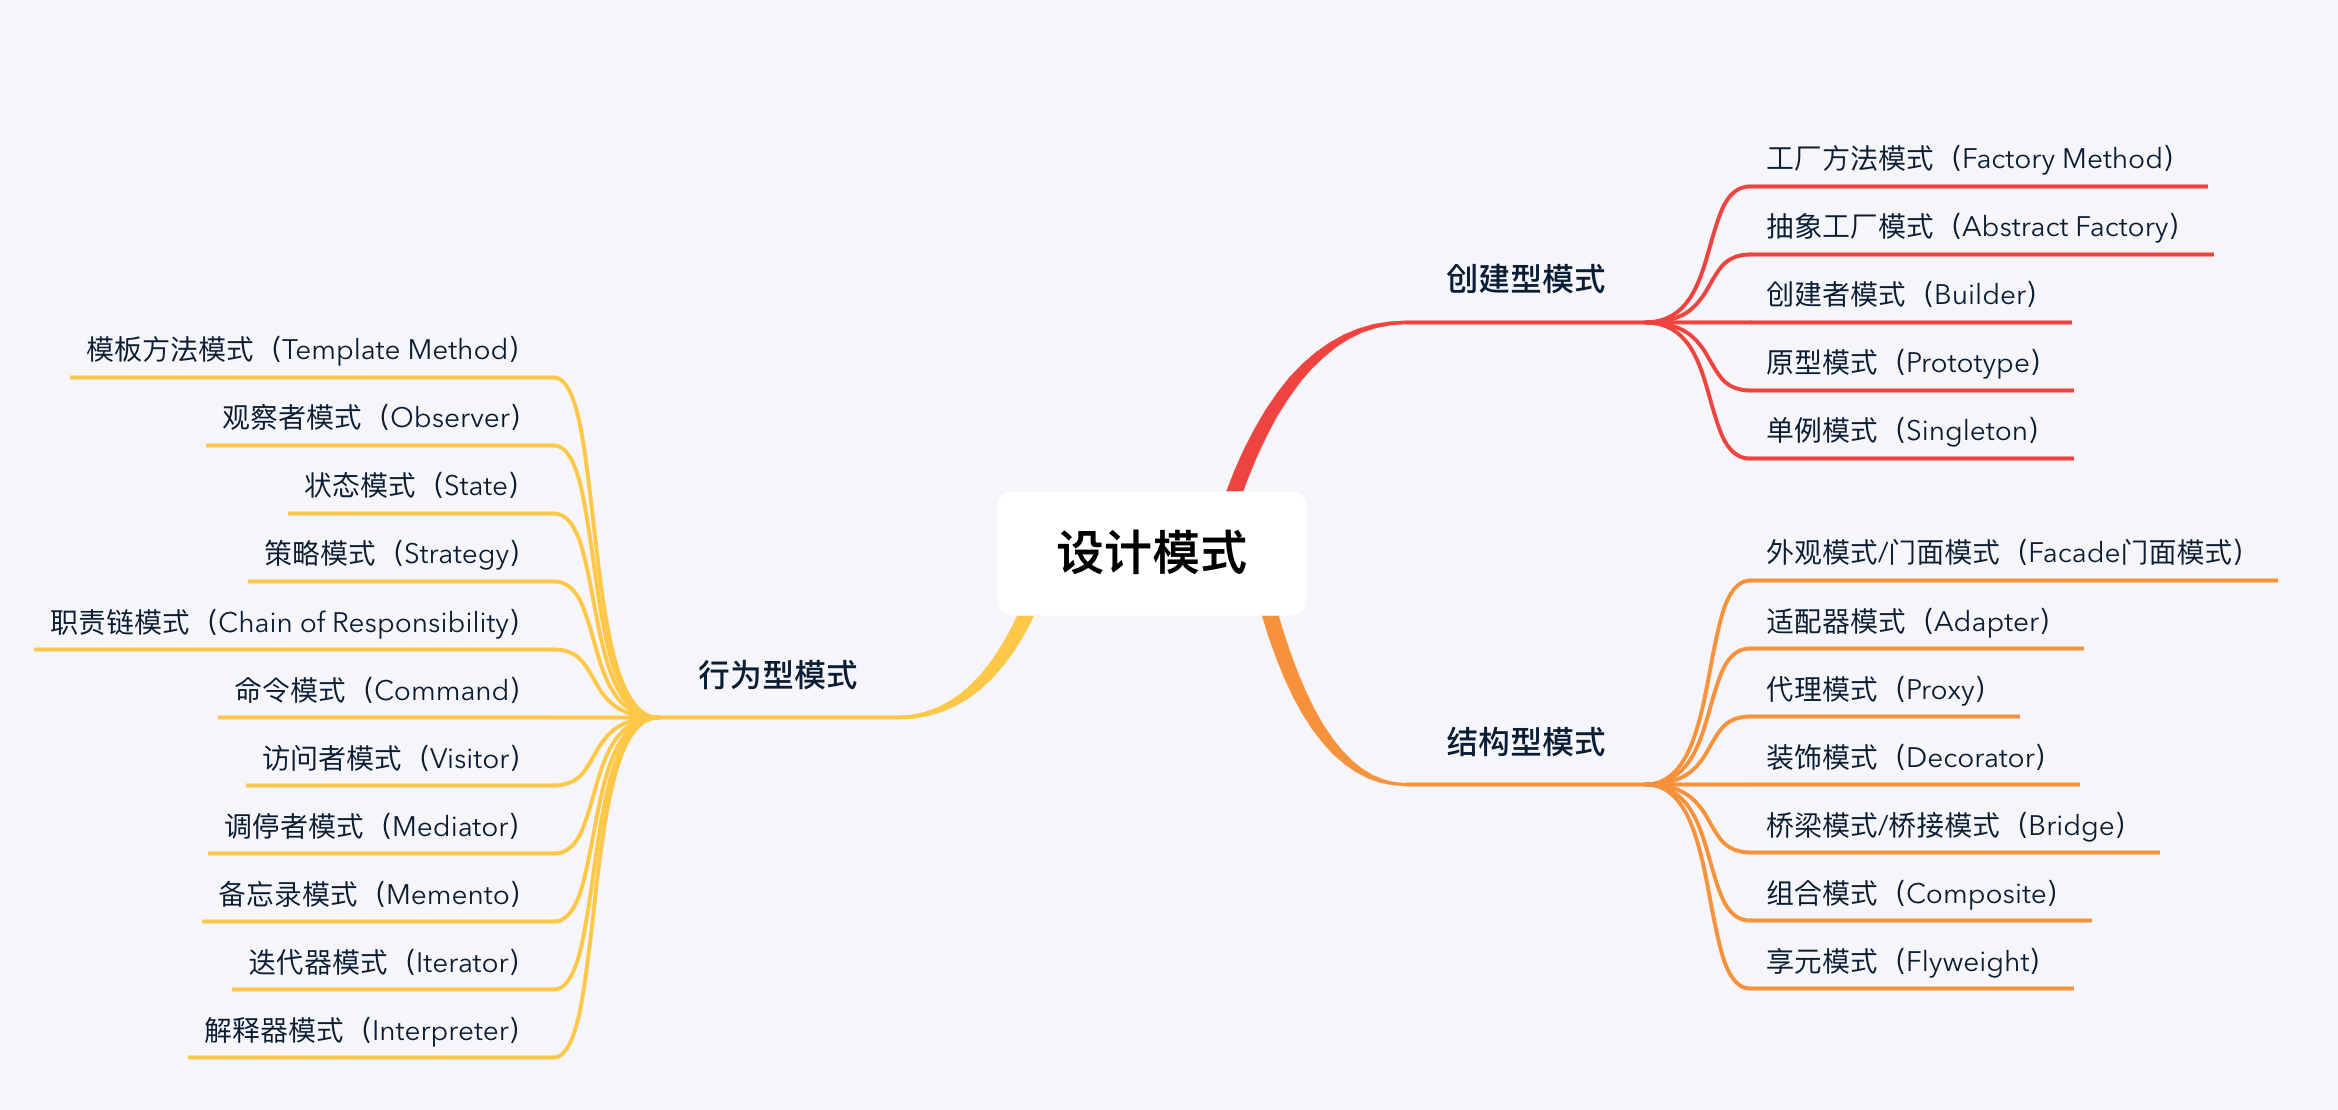 设计模式
创建型模式
工厂方法模式（Factory Method）
抽象工厂模式（Abstract Factory）
创建者模式（Builder）
原型模式（Prototype）
单例模式（Singleton）
结构型模式
外观模式/门面模式（Facade门面模式）
适配器模式（Adapter）
代理模式（Proxy）
装饰模式（Decorator）
桥梁模式/桥接模式（Bridge）
组合模式（Composite）
享元模式（Flyweight）
行为型模式
模板方法模式（Template Method）
观察者模式（Observer）
状态模式（State）
策略模式（Strategy）
职责链模式（Chain of Responsibility）
命令模式（Command）
访问者模式（Visitor）
调停者模式（Mediator）
备忘录模式（Memento）
迭代器模式（Iterator）
解释器模式（Interpreter）